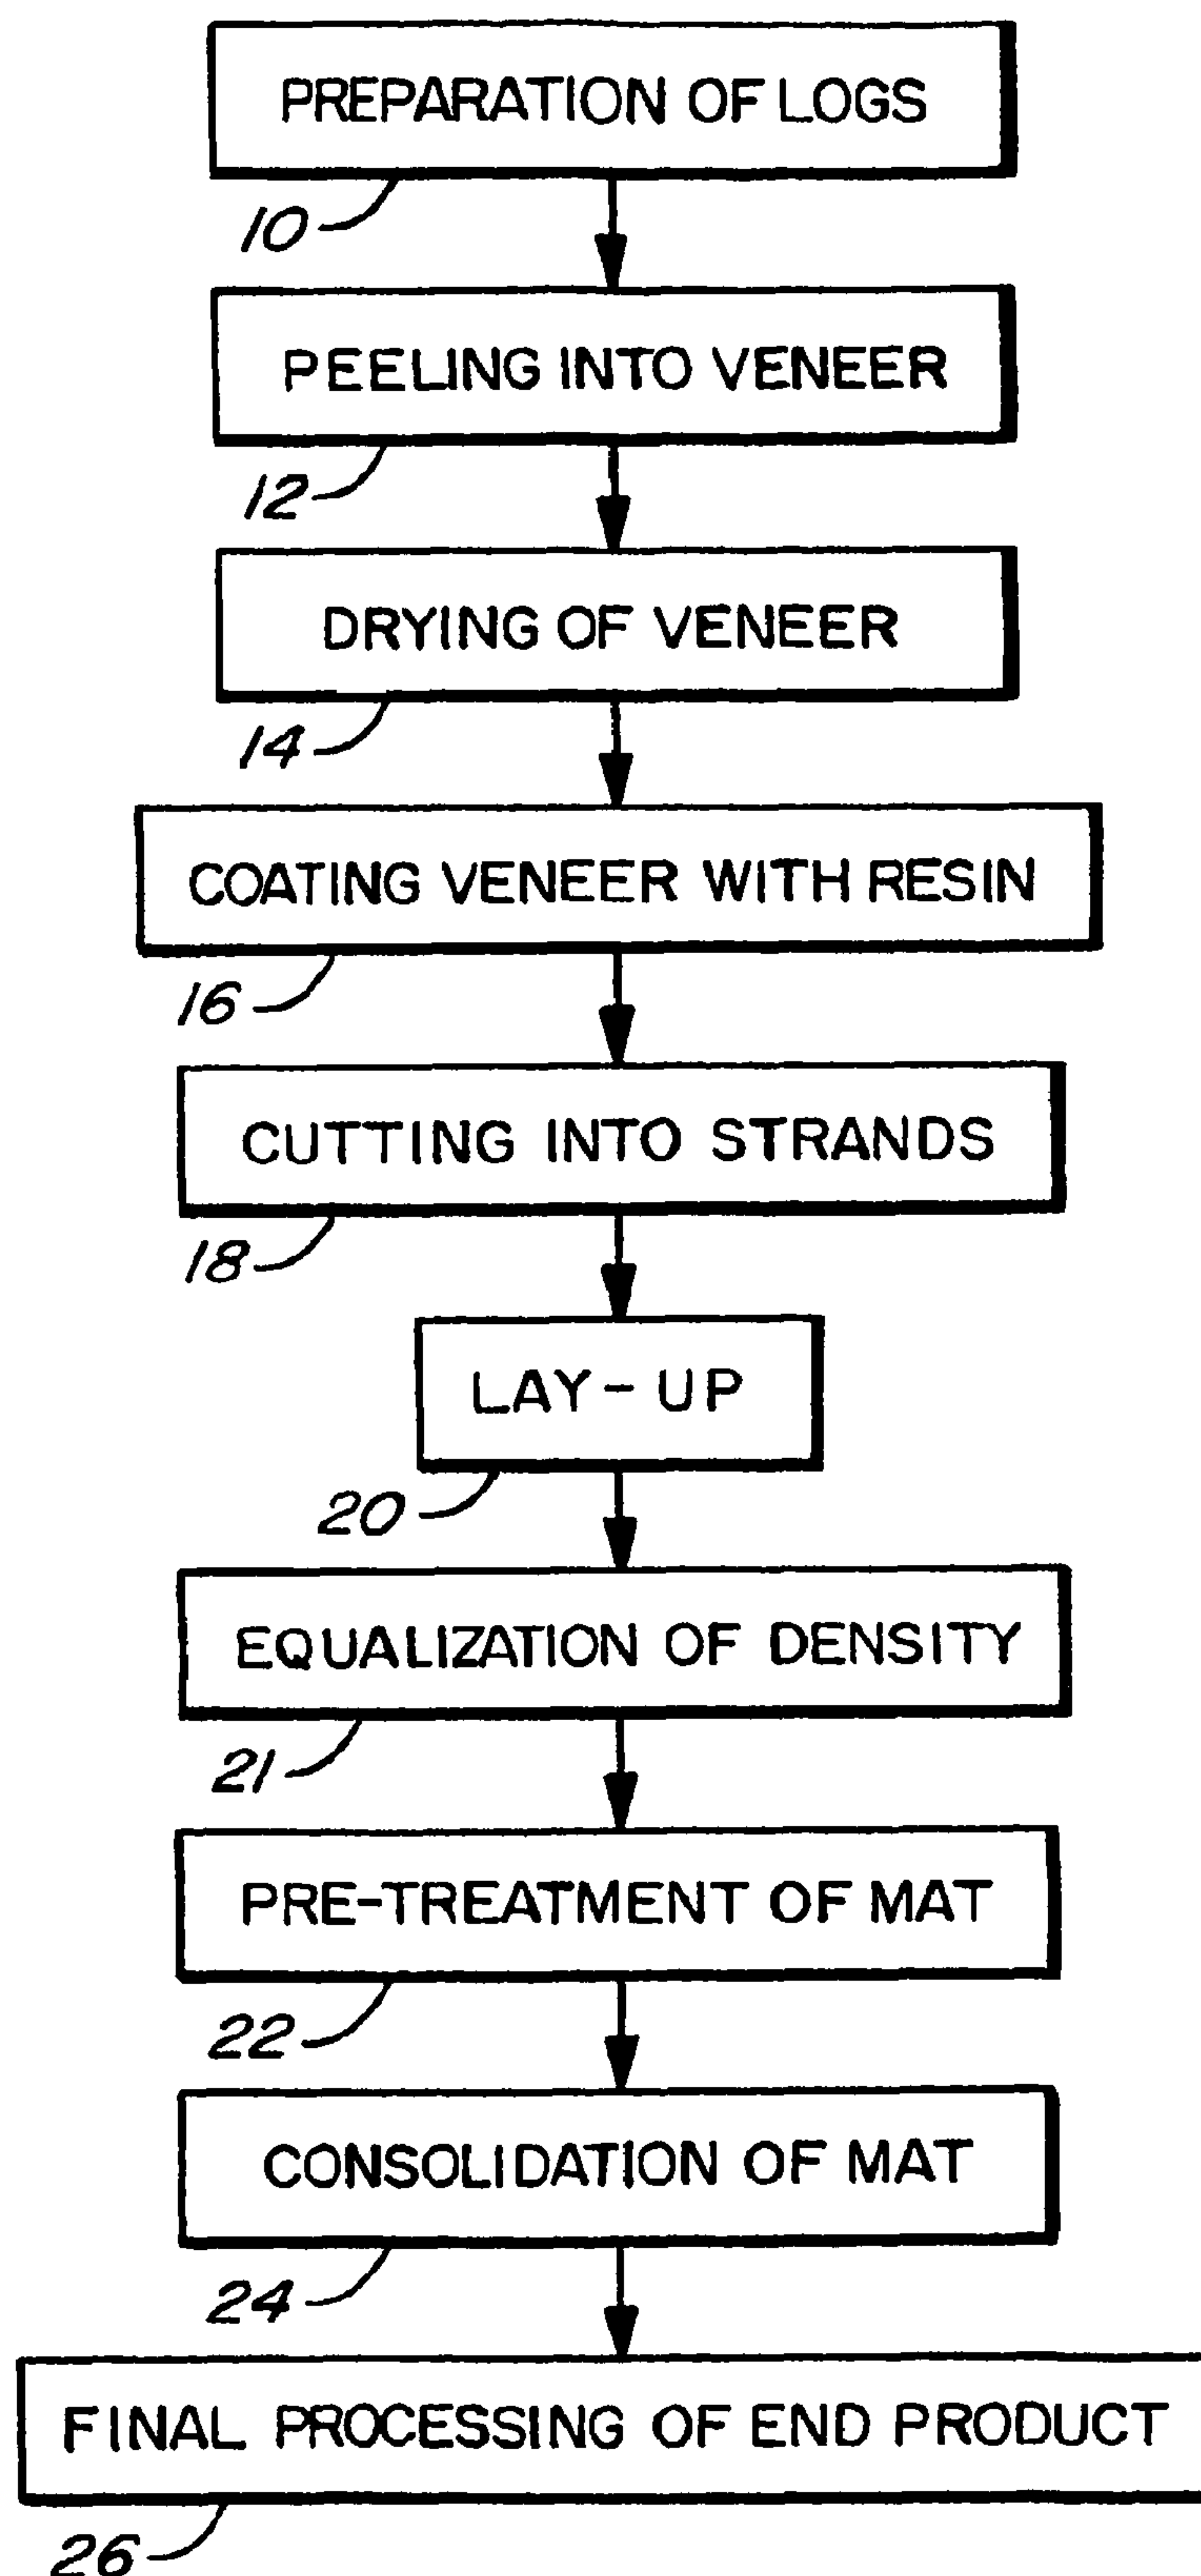 PREPARATION OF LOGS
10
PEELING INTO VENEER
12
DRYING OF VENEER
14
COATING VENEER WITH RESIN
16
CUTTING INTO STRANDS
18
LAY-UP
20
EQUALIZATION OF DENSITY
21
PRE-TREATMENT OF MAT
22
CONSOLIDATION OF MAT
24
FINAL PROCESSING OF END PRODUCT
26